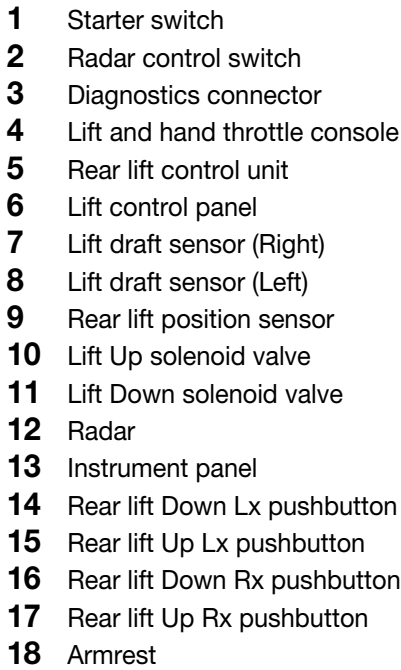 1 Starter switch
2 Radar control switch
3 Diagnostics connector
4 Lift and hand throttle console
5 Rear lift control unit
6 Lift control panel
7 Lift draft sensor (Right)
8 Lift draft sensor (Left)
9 Rear lift position sensor
10 Lift Up solenoid valve
11 Lift Down solenoid valve
12 Radar
13 Instrument panel
14 Rear lift Down Lx pushbutton
15 Rear lift Up Lx pushbutton
16 Rear lift Down Rx pushbutton
17 Rear lift Up Rx pushbutton
18 Armrest